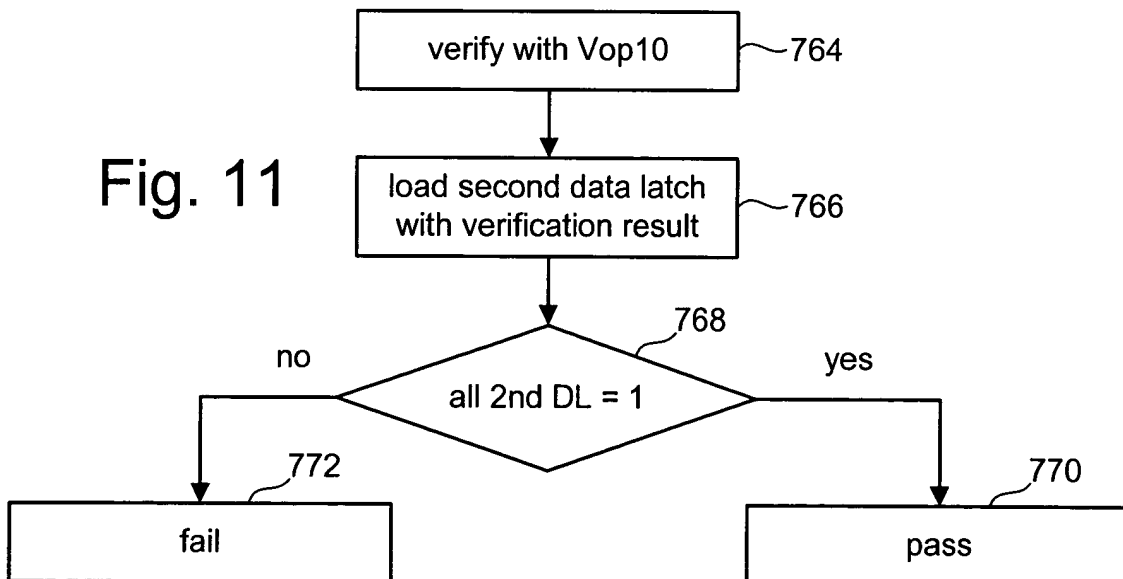 verify with Vop10
764
Fig. 11
load second data latch
with verification result
766
768
no
yes
all 2nd DL = 1
772
770
fail
pass